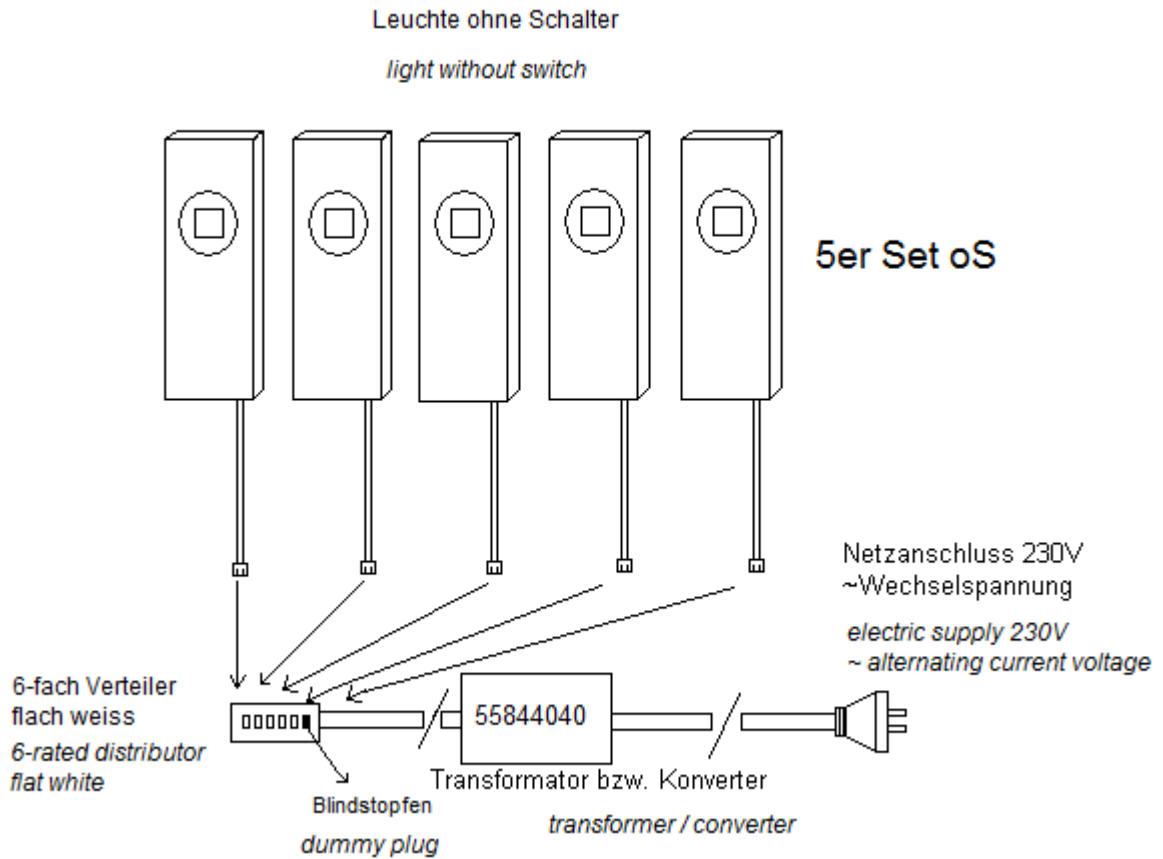 Leuchte ohne Schalter
light without switch
5er Set oS
Netzanschluss 230V
~Wechselspannung
electric supply 230V
~ alternating current voltage
6-fach Verteiler
flach weiss
6-rated distributor
flat white
55844040
Transformator bzw. Konverter
transformer / converter
Blindstopfen
dummy plug